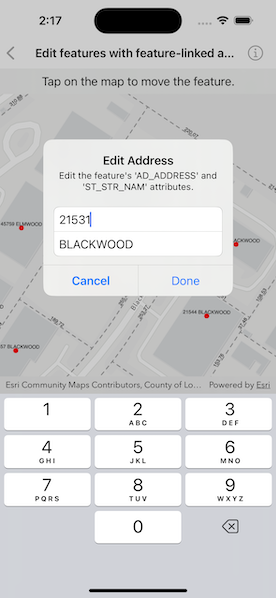 2:17
Edit features with feature-linked a...
Tap on the map to move the feature.
Edit Address
Edit the feature's 'AD_ADDRESS' and
'ST_STR_NAM' attributes.
21531
BLACKWOOD
Cancel
Done
45759 ELMWOOD
BLACKWOOD
21544 BLACKWOOD
57 BLACKWOOD
Esri Community Maps Contributors, County of Lo...
Powered by Esri
1
2
ABC
3
DEF
4
GHI
5
JKL
6
MNO
7
PQRS
8
TUV
9
WXYZ
0